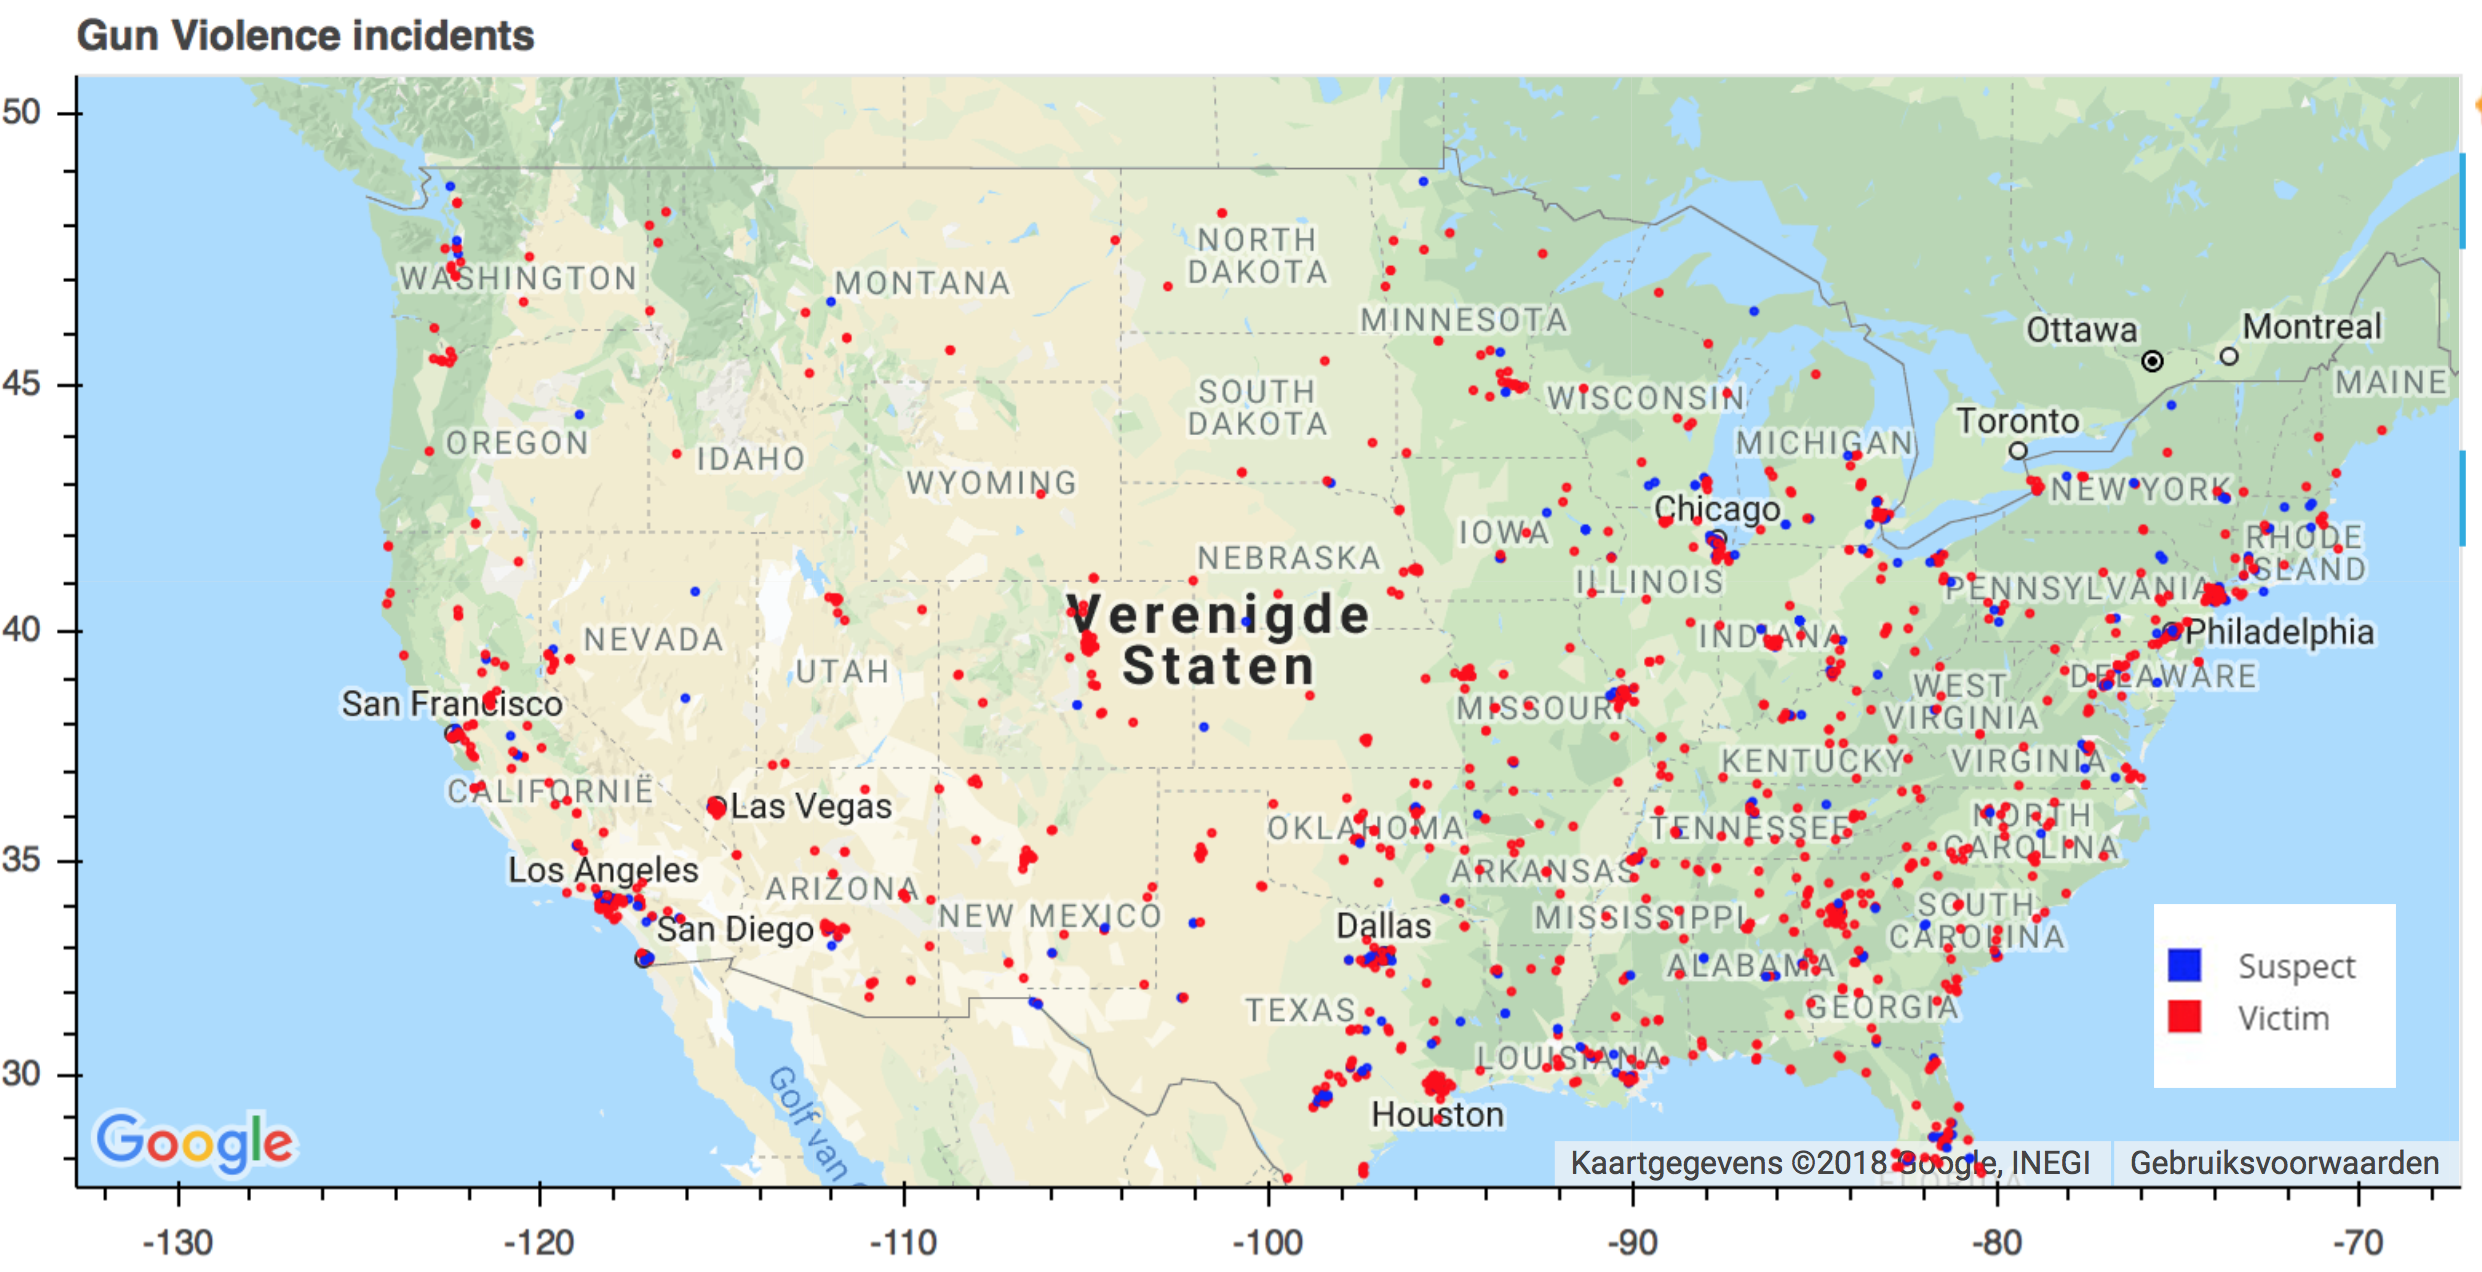 Gun Violence incidents
50
45
40
35
30
-130
-120
-110
-100
-90
-80
-70
WASHINGTON
MONTANA
NORTH
DAKOTA
MINNESOTA
Ottawa
Montreal
MAINE
OREGON
IDAHO
WYOMING
SOUTH
DAKOTA
WISCONSIN
MICHIGAN
Toronto
NEW YORK
Chicago
IOWA
NEBRASKA
ILLINOIS
RHODE
ISLAND
PENNSYLVANIA
NEVADA
UTAH
Verenigde
Staten
INDIANA
Philadelphia
DELAWARE
San Francisco
MISSOURI
WEST
VIRGINIA
KENTUCKY
VIRGINIA
CALIFORNIË
Las Vegas
OKLAHOMA
TENNESSEE
NORTH
CAROLINA
Los Angeles
ARIZONA
ARKANSAS
San Diego
NEW MEXICO
Dallas
MISSISSIPPI
SOUTH
CAROLINA
ALABAMA
TEXAS
GEORGIA
LOUISIANA
Houston
Golf van
FLORIDA
Suspect
Victim
Google
Kaartgegevens ©2018 Google, INEGI
Gebruiksvoorwaarden